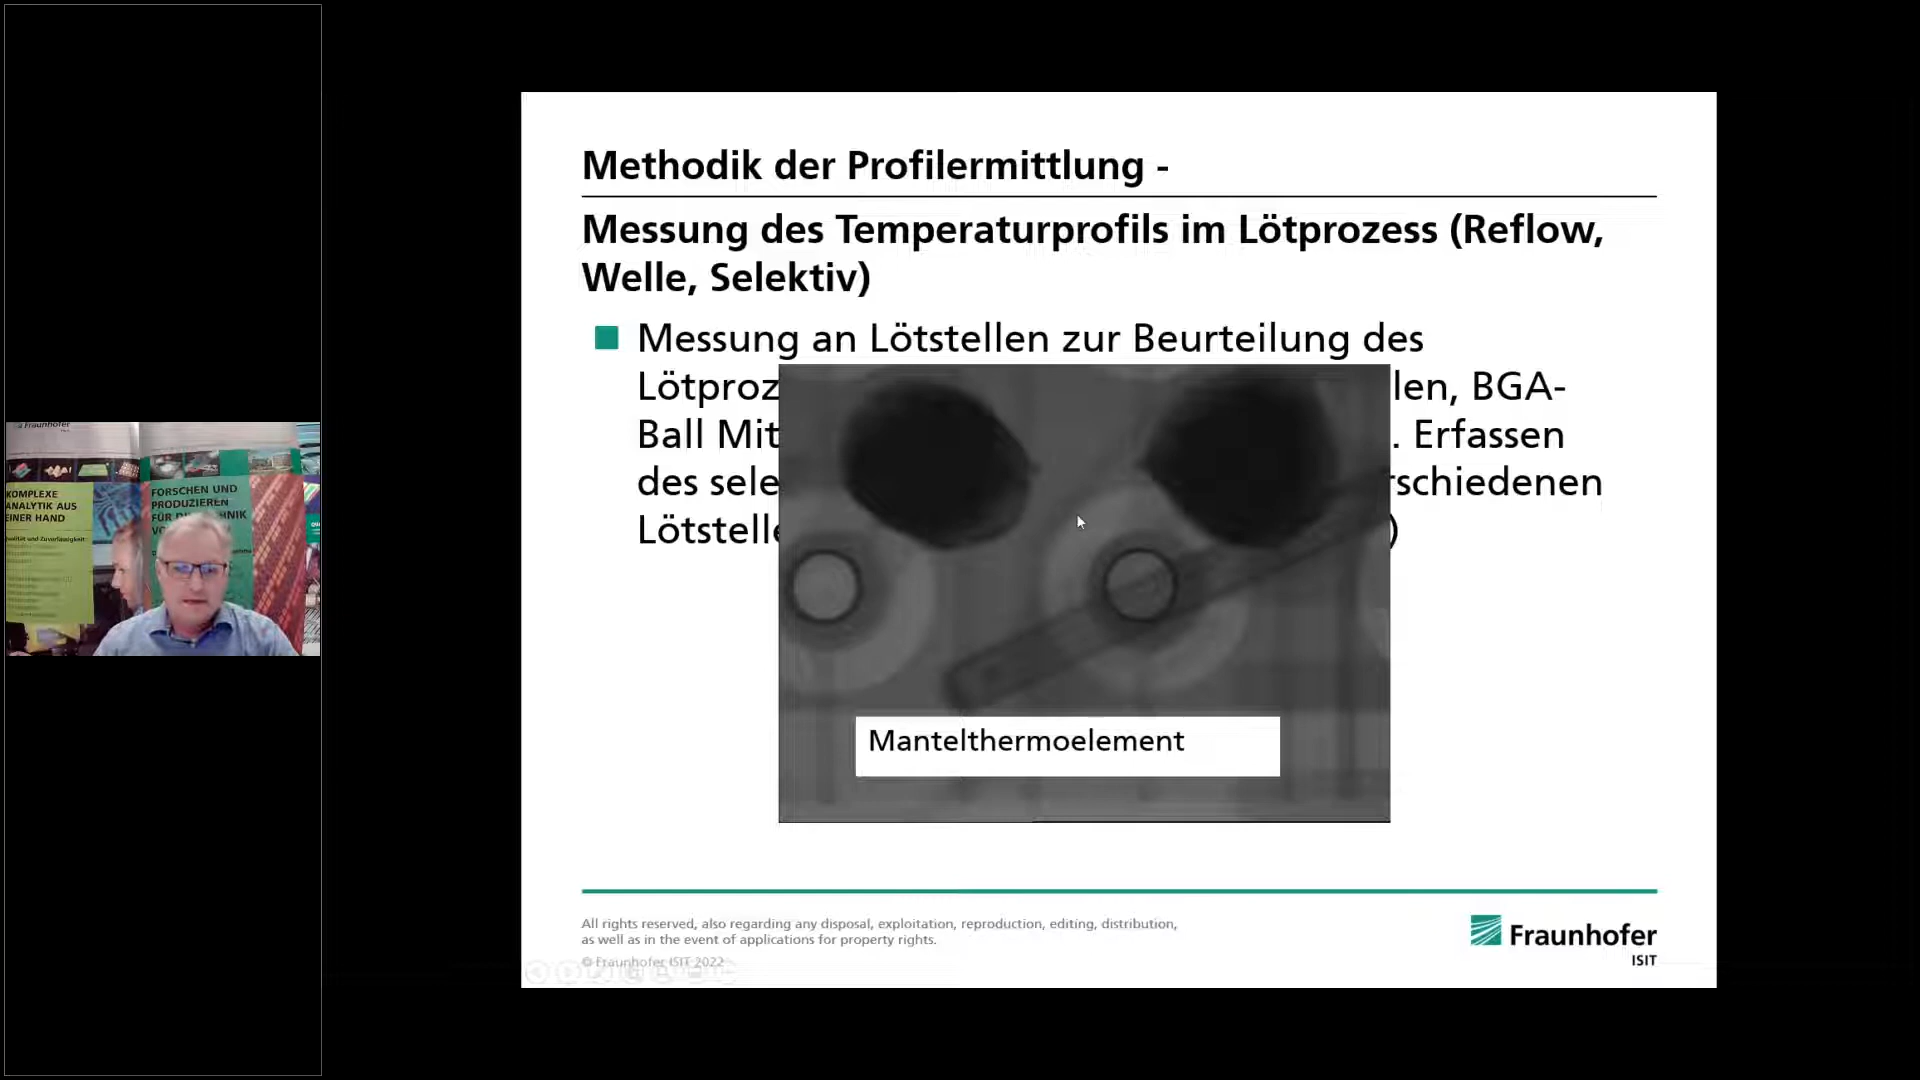 Methodik der Profilermittlung -
Messung des Temperaturprofils im Lötprozess (Reflow,
Welle, Selektiv)
Messung an Lötstellen zur Beurteilung des
Lötproz len, BGA-
Ball Mit . Erfassen
des sele rschiedenen
Lötstelle )
Mantelthermoelement
All rights reserved, also regarding any disposal, exploitation, reproduction, editing, distribution,
as well as in the event of applications for property rights.
© Fraunhofer ISIT 2022
Fraunhofer
ISIT
Fraunhofer
KOMPLEXE
ANALYTIK AUS
EINER HAND
FORSCHEN UND
PRODUZIEREN